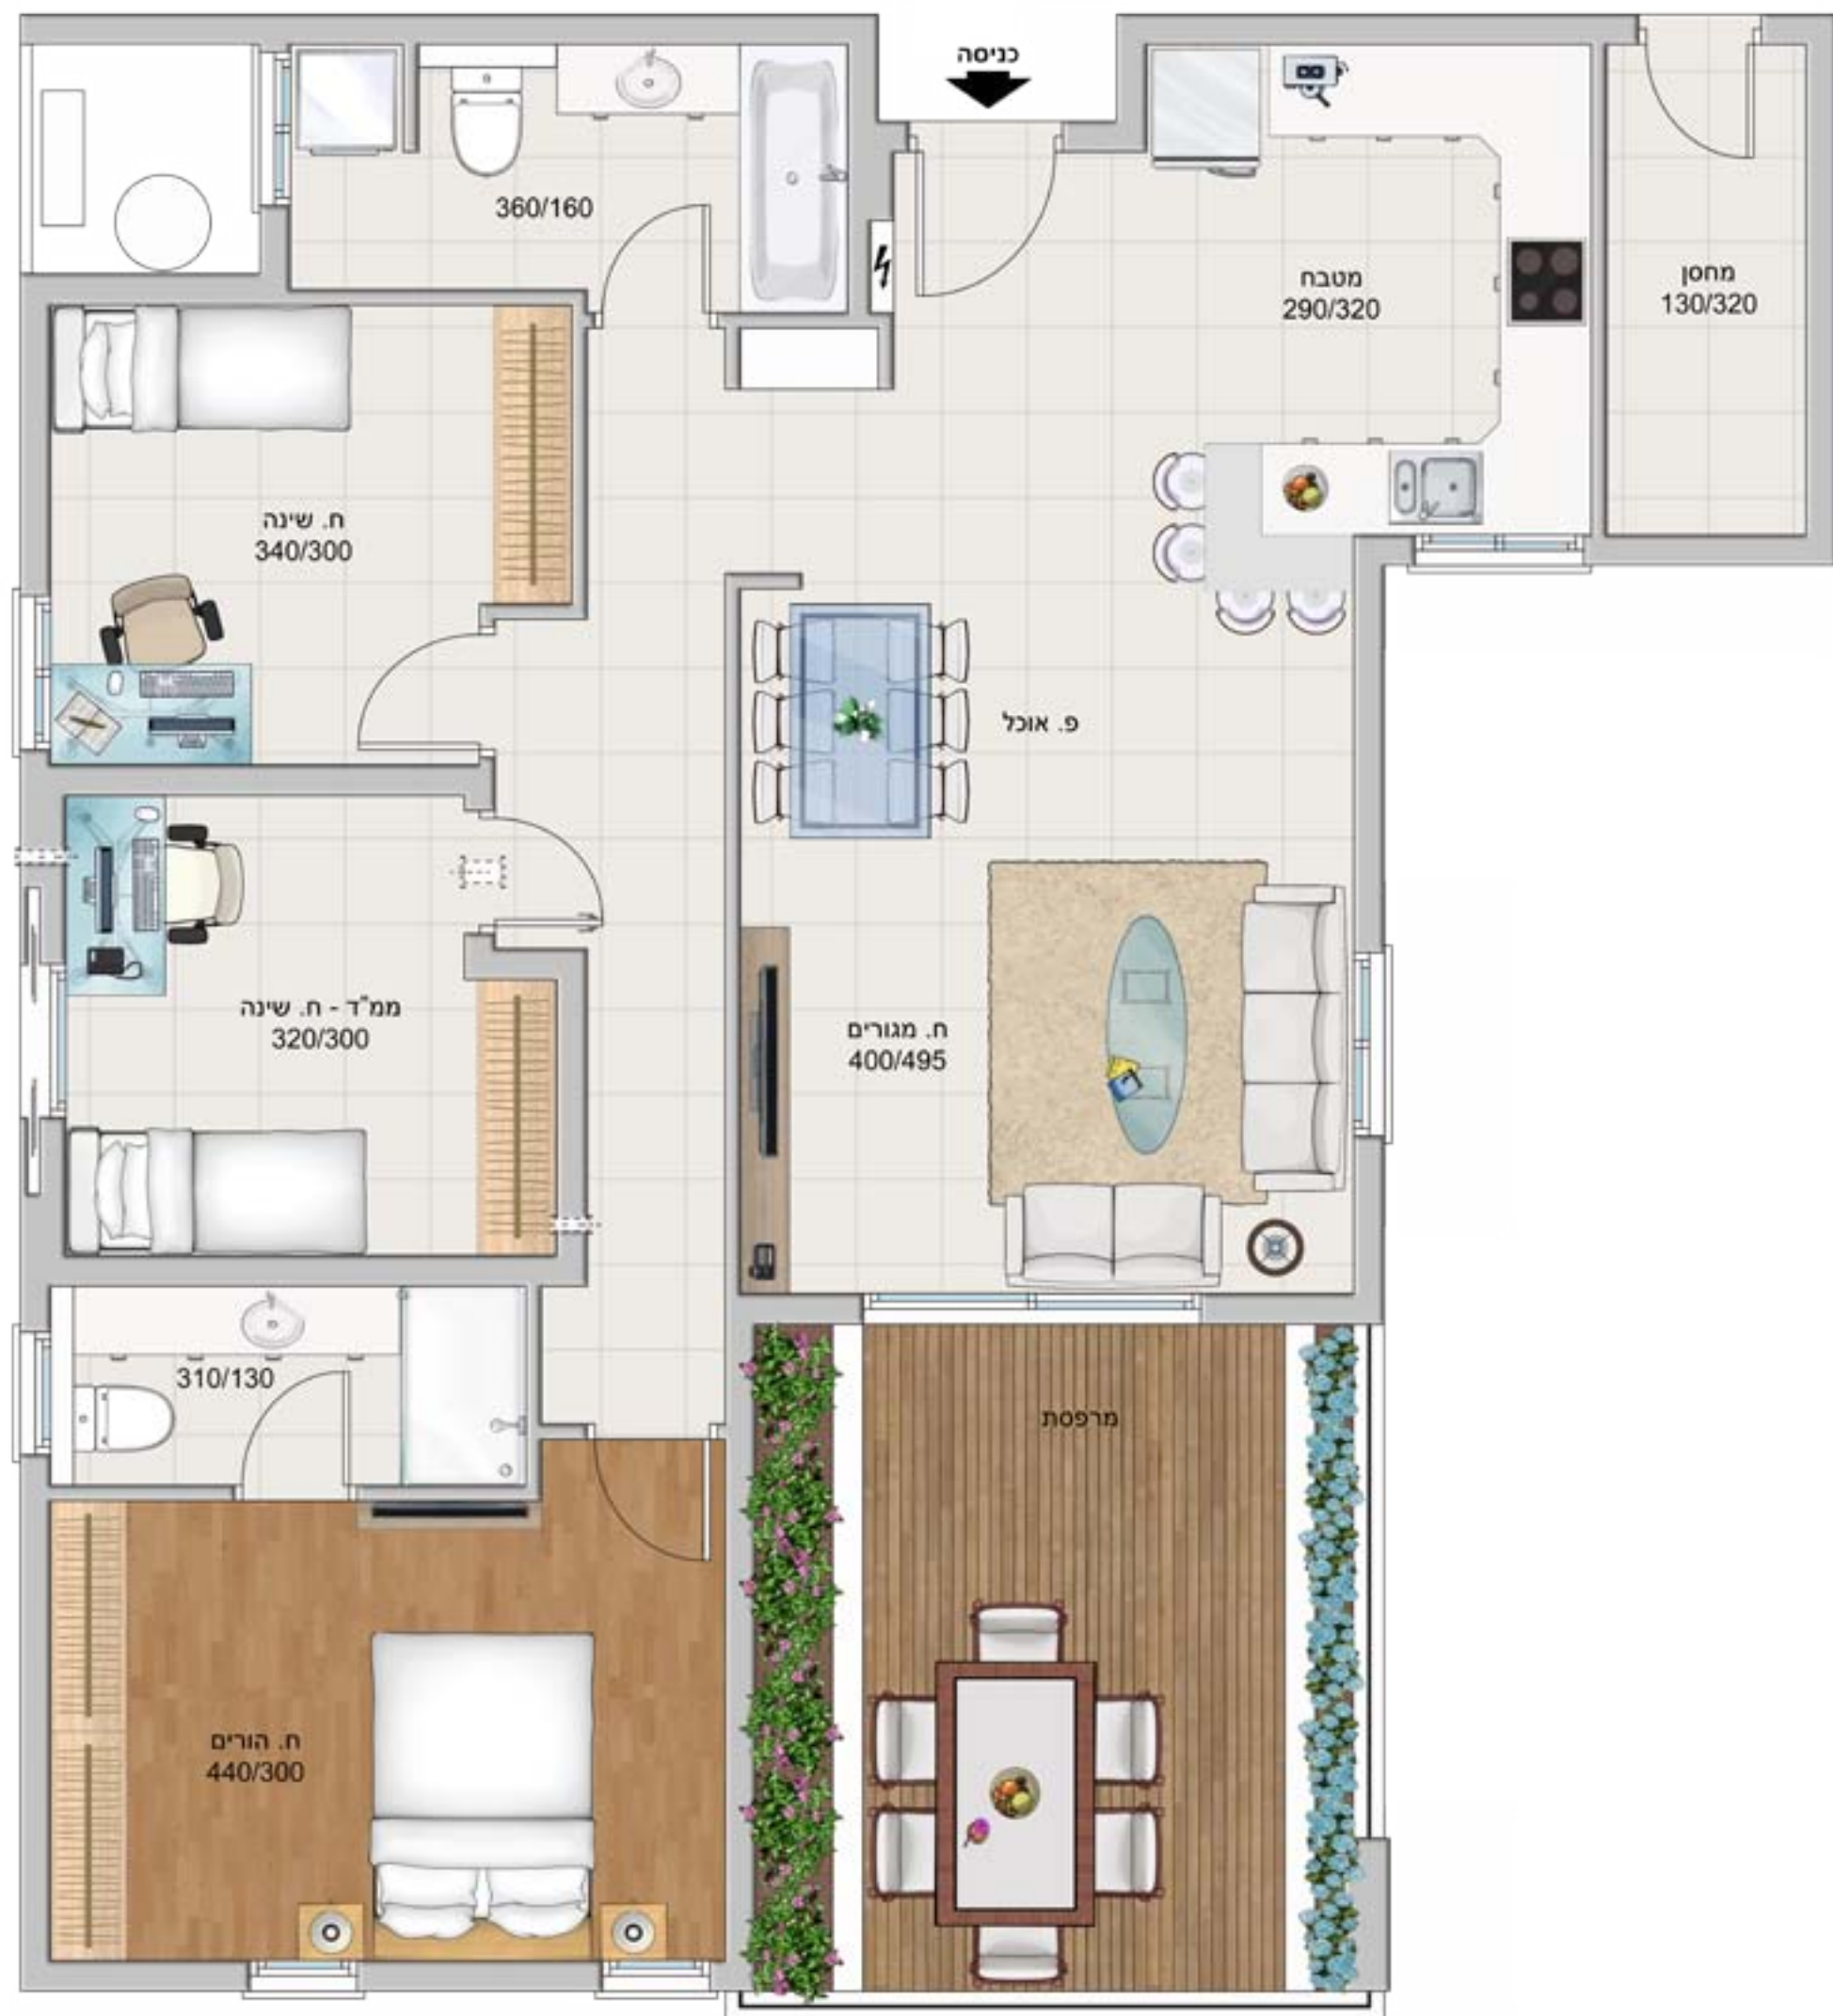 כניסה
360/160
מטבח
290/320
מחסן
130/320
ח. שינה
340/300
פ. אוכל
ממ"ד - ח. שינה
320/300
ח. מגורים
400/495
310/130
מרפסת
ח. הורים
440/300